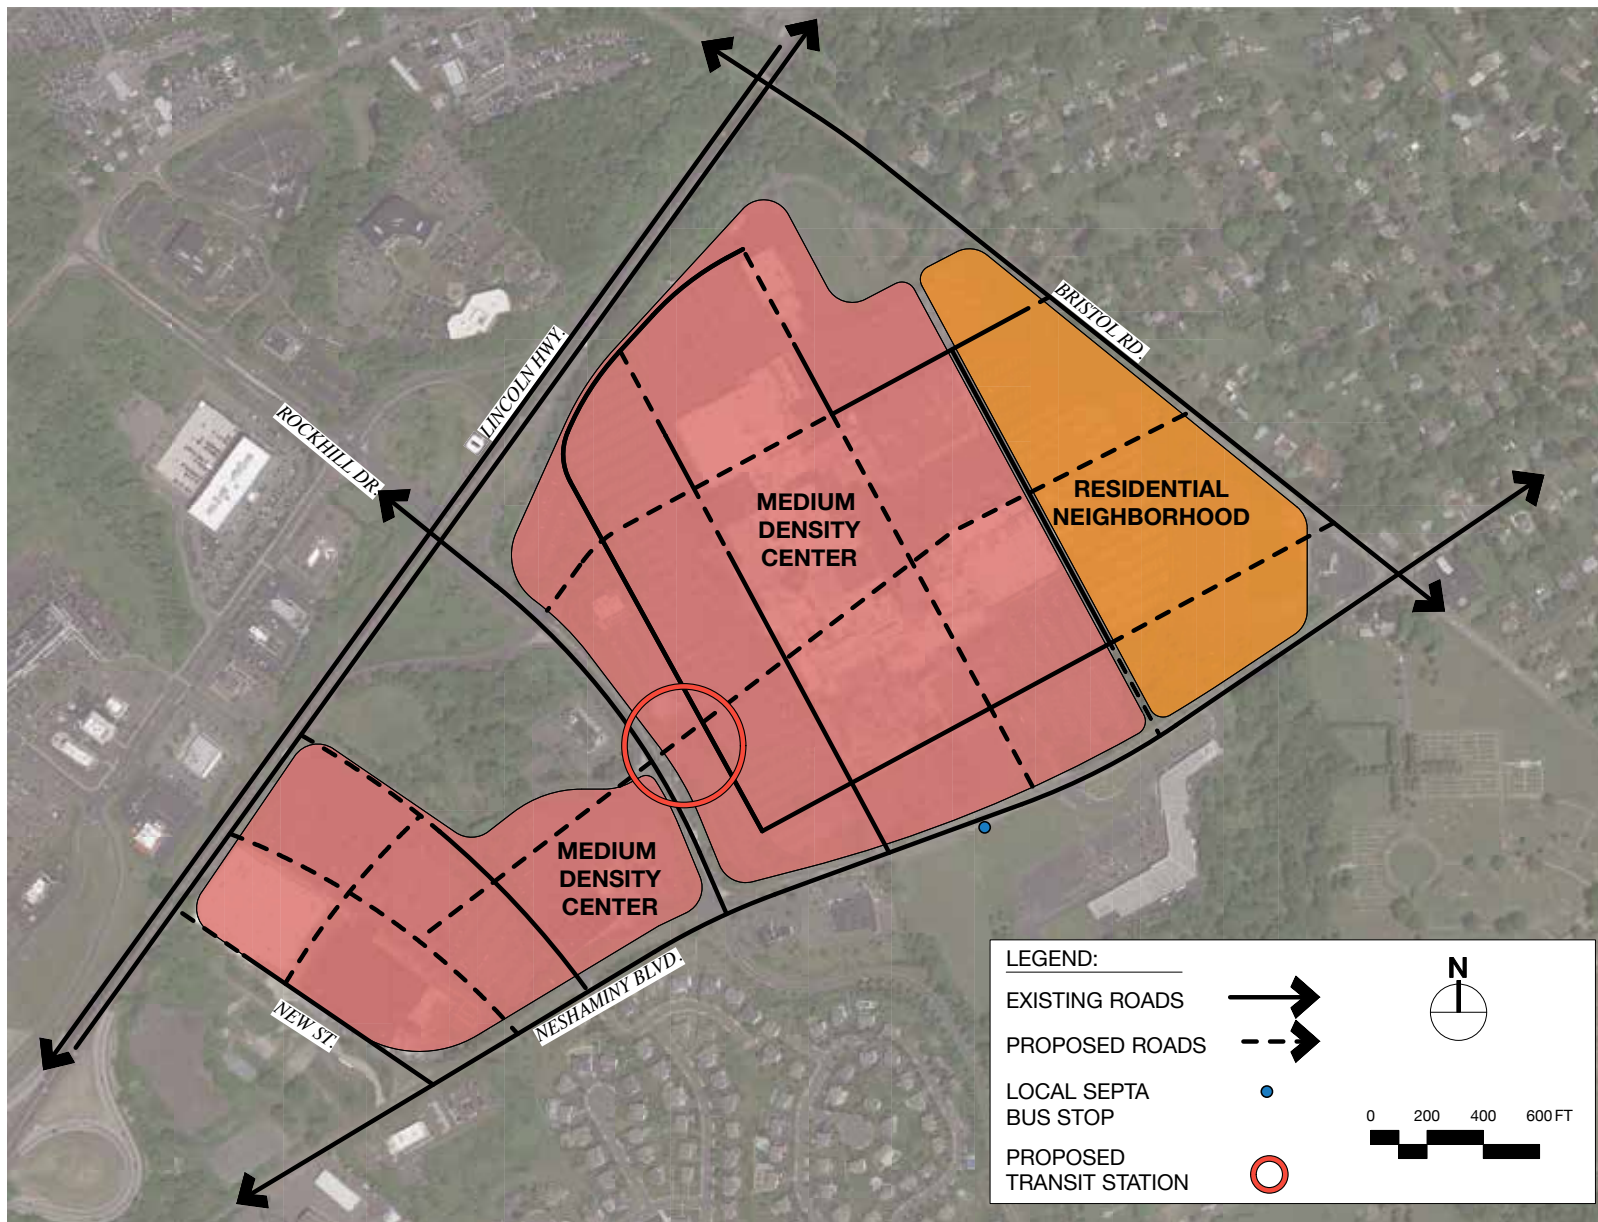 BRISTOL RD.
LINCOLN HWY.
ROCKHILL DR.
MEDIUM
DENSITY
CENTER
RESIDENTIAL
NEIGHBORHOOD
MEDIUM
DENSITY
CENTER
NEW ST.
NESHAMINY BLVD.
LEGEND:
EXISTING ROADS
PROPOSED ROADS
LOCAL SEPTA
BUS STOP
PROPOSED
TRANSIT STATION
N
0 200 400 600 FT